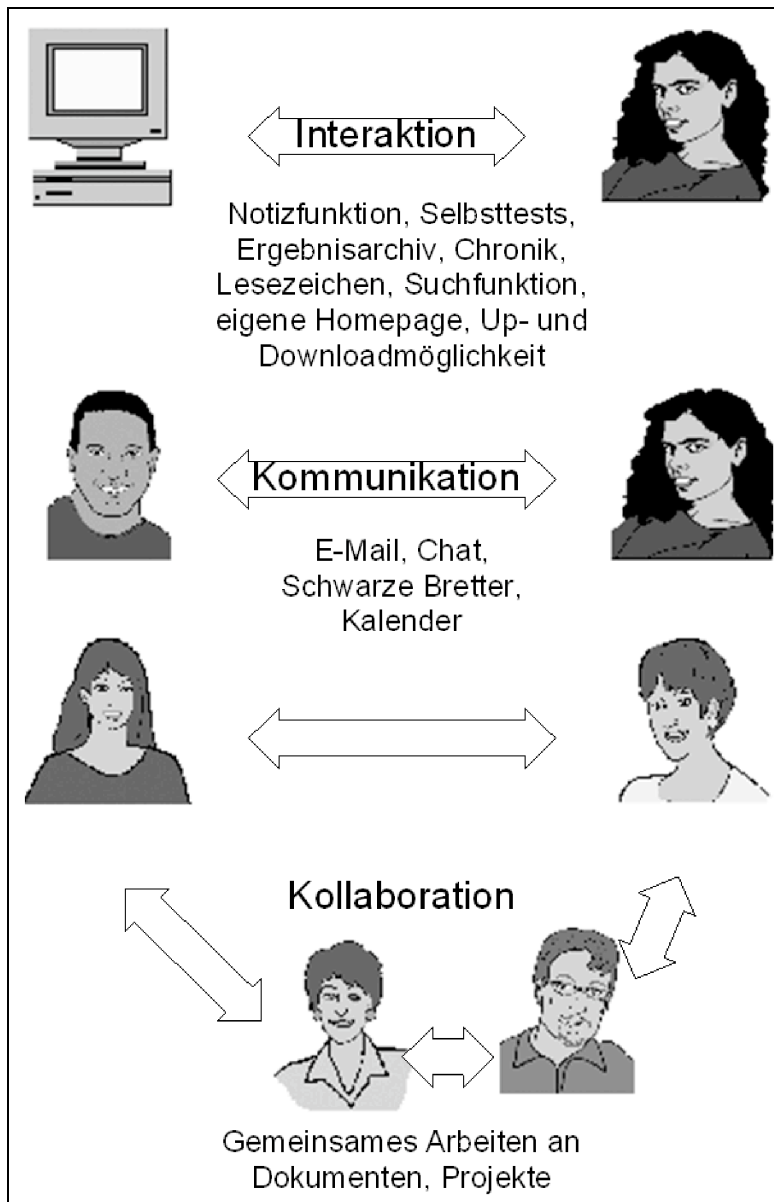 Interaktion
Notizfunktion, Selbsttests,
Ergebnisarchiv, Chronik,
Lesezeichen, Suchfunktion,
eigene Homepage, Up- und
Downloadmöglichkeit
Kommunikation
E-Mail, Chat,
Schwarze Bretter,
Kalender
Kollaboration
Gemeinsames Arbeiten an
Dokumenten, Projekte